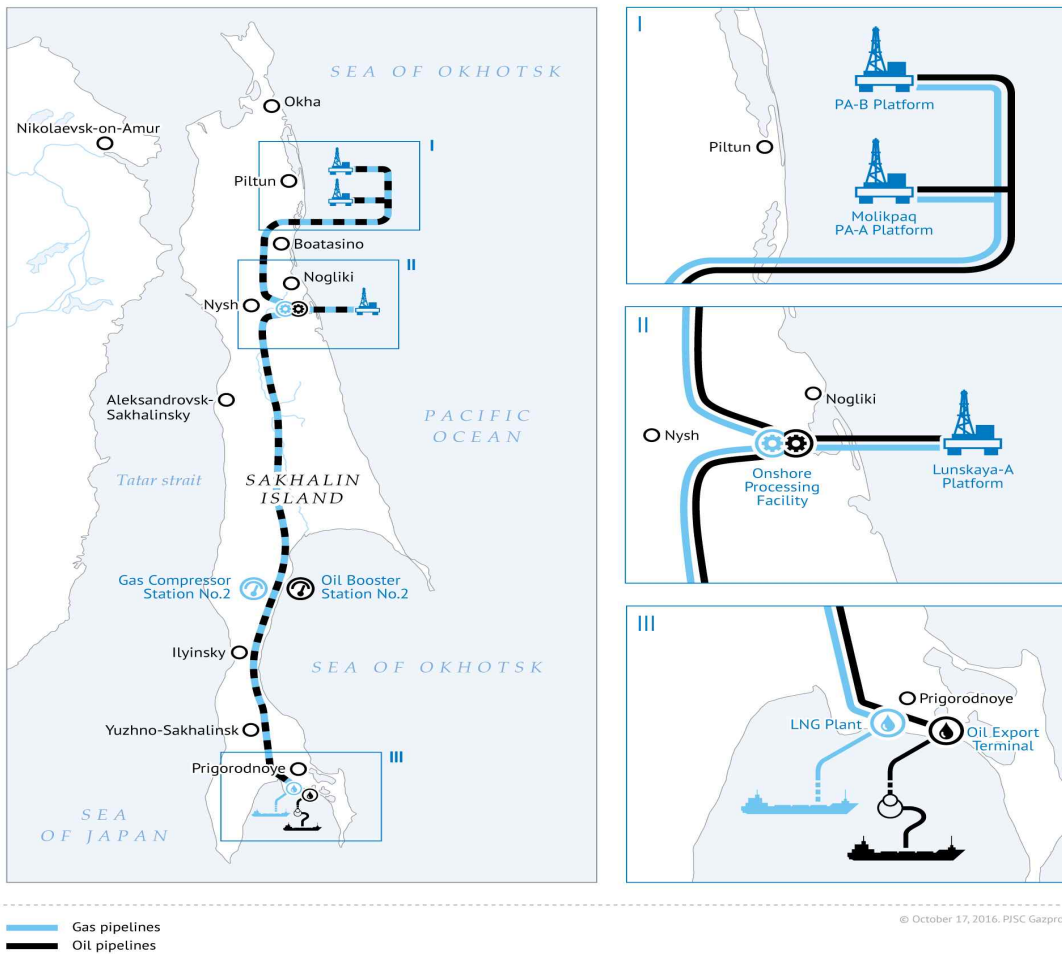 SEA OF OKHOTSK
Okha
Nikolaevsk-on-Amur
I
Piltun
Boatasino
II
Nogliki
Nysh
Aleksandrovsk-
Sakhalinsky
PACIFIC
OCEAN
Tatar strait
SAKHALIN
ISLAND
Gas Compressor
Station No.2
Oil Booster
Station No.2
Ilyinsky
SEA OF OKHOTSK
Yuzhno-Sakhalinsk
III
Prigorodnoye
SEA
OF JAPAN
I
PA-B Platform
Piltun
Molikpaq
PA-A Platform
II
Nogliki
Nysh
Onshore
Processing
Facility
Lunskaya-A
Platform
III
Prigorodnoye
LNG Plant
Oil Export
Terminal
Gas pipelines
Oil pipelines
© October 17, 2016. PJSC Gazpro